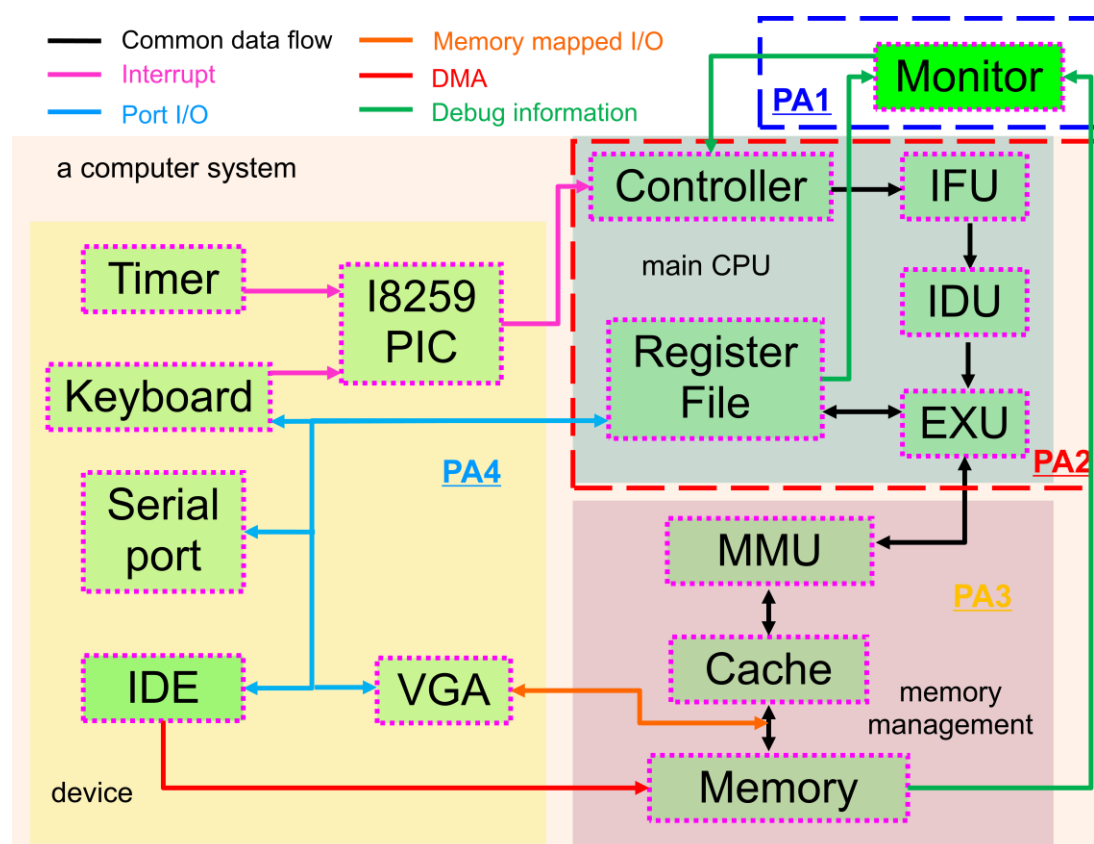 Common data flow
Memory mapped I/O
Interrupt
DMA
Port I/O
Debug information
PA1
Monitor
a computer system
Controller
IFU
main CPU
Timer
I8259
PIC
IDU
Register
File
Keyboard
EXU
PA4
PA2
Serial
port
MMU
PA3
Cache
IDE
VGA
memory
management
device
Memory